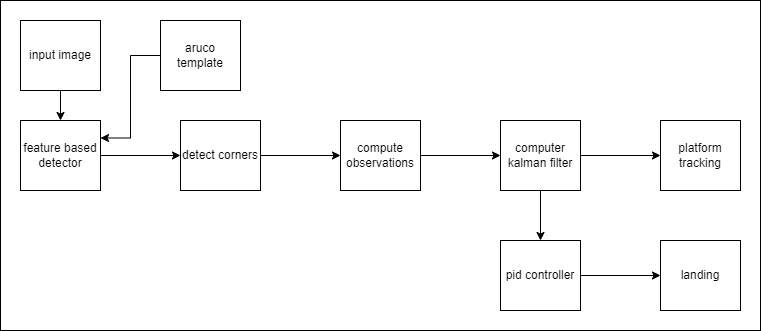 input image
aruco
template
feature based
detector
detect corners
compute
observations
computer
kalman filter
platform
tracking
pid controller
landing